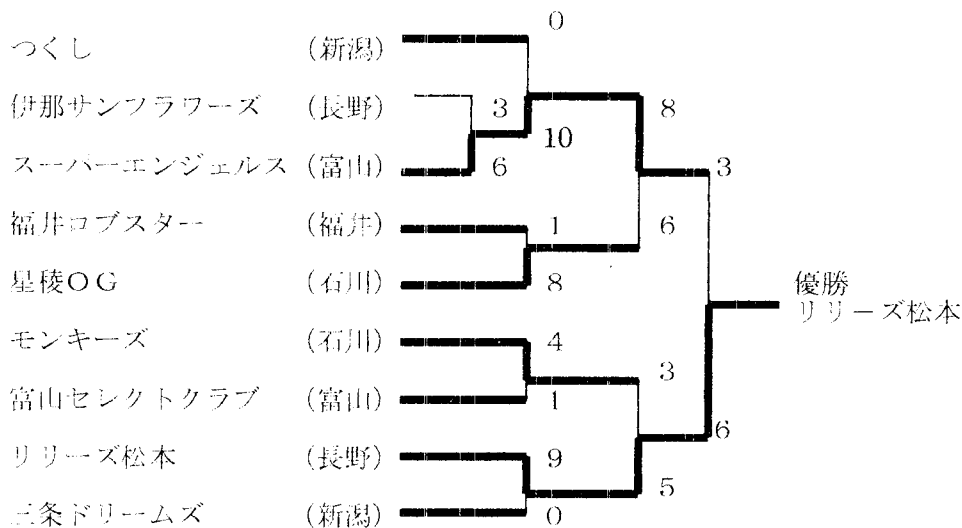 0
つくし (新潟)
伊那サンフラワーズ (長野) 3 8
10
スーパーエンジェルス (富山) 6 3
福井ロブスター (福井) 1 6
星稜OG (石川) 8
優勝
リリーズ松本
モンキーズ (石川) 4
3
富山セレクトクラブ (富山) 1
6
リリーズ松本 (長野) 9
5
三条ドリームズ (新潟) 0